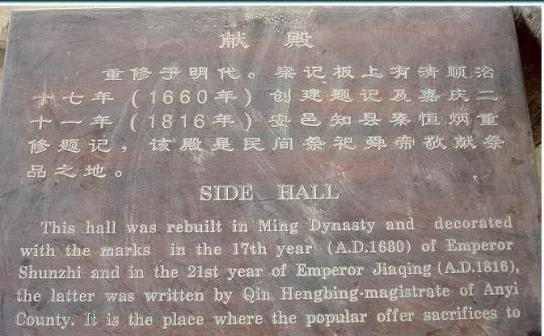 献 殿
重修于明代。梁记板上有清顺治
十七年(1660年)创建题记及嘉庆二
十一年(1816年)安邑知县秦恒炳重
修题记，该殿是民间祭祀舜帝敬献祭
品之地。
SIDE HALL
This hall was rebuilt in Ming Dynasty and decorated
with the marks in the 17th year (A.D.1680) of Emperor
Shunzhi and in the 21st year of Emperor Jiaqing (A.D.1816),
the latter was written by Qin Hengbing-magistrate of Anyi
County. It is the place where the popular offer sacrifices to